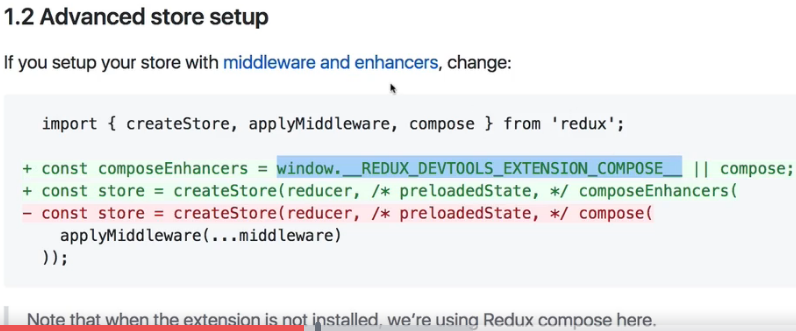 1.2 Advanced store setup
If you setup your store with middleware and enhancers, change:
import { createStore, applyMiddleware, compose } from 'redux';
+ const composeEnhancers = window.__REDUX_DEVTOOLS_EXTENSION_COMPOSE__ || compose;
+ const store = createStore(reducer, /* preloadedState, */ composeEnhancers(
- const store = createStore(reducer, /* preloadedState, */ compose(
applyMiddleware(...middleware)
));
Note that when the extension is not installed, we're using Redux compose here.